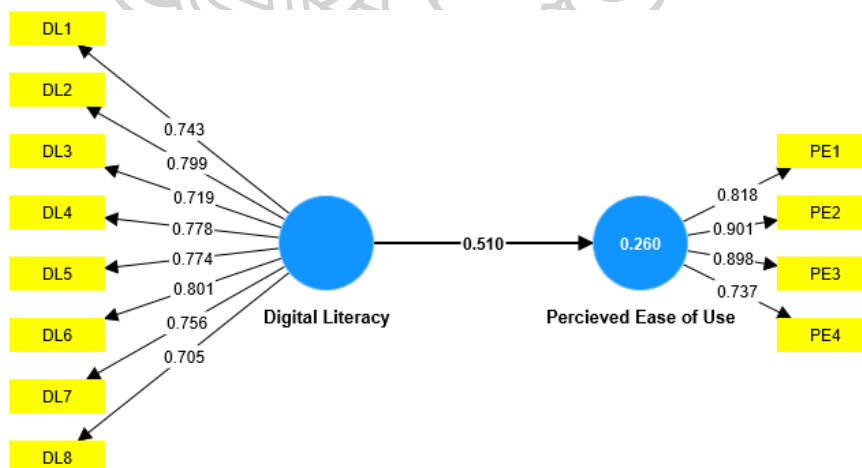 DL1
DL2
DL3
DL4
DL5
DL6
DL7
DL8
0.743
0.799
0.719
0.778
0.774
0.801
0.756
0.705
Digital Literacy
0.510
0.260
Percieved Ease of Use
0.818
0.901
0.898
0.737
PE1
PE2
PE3
PE4